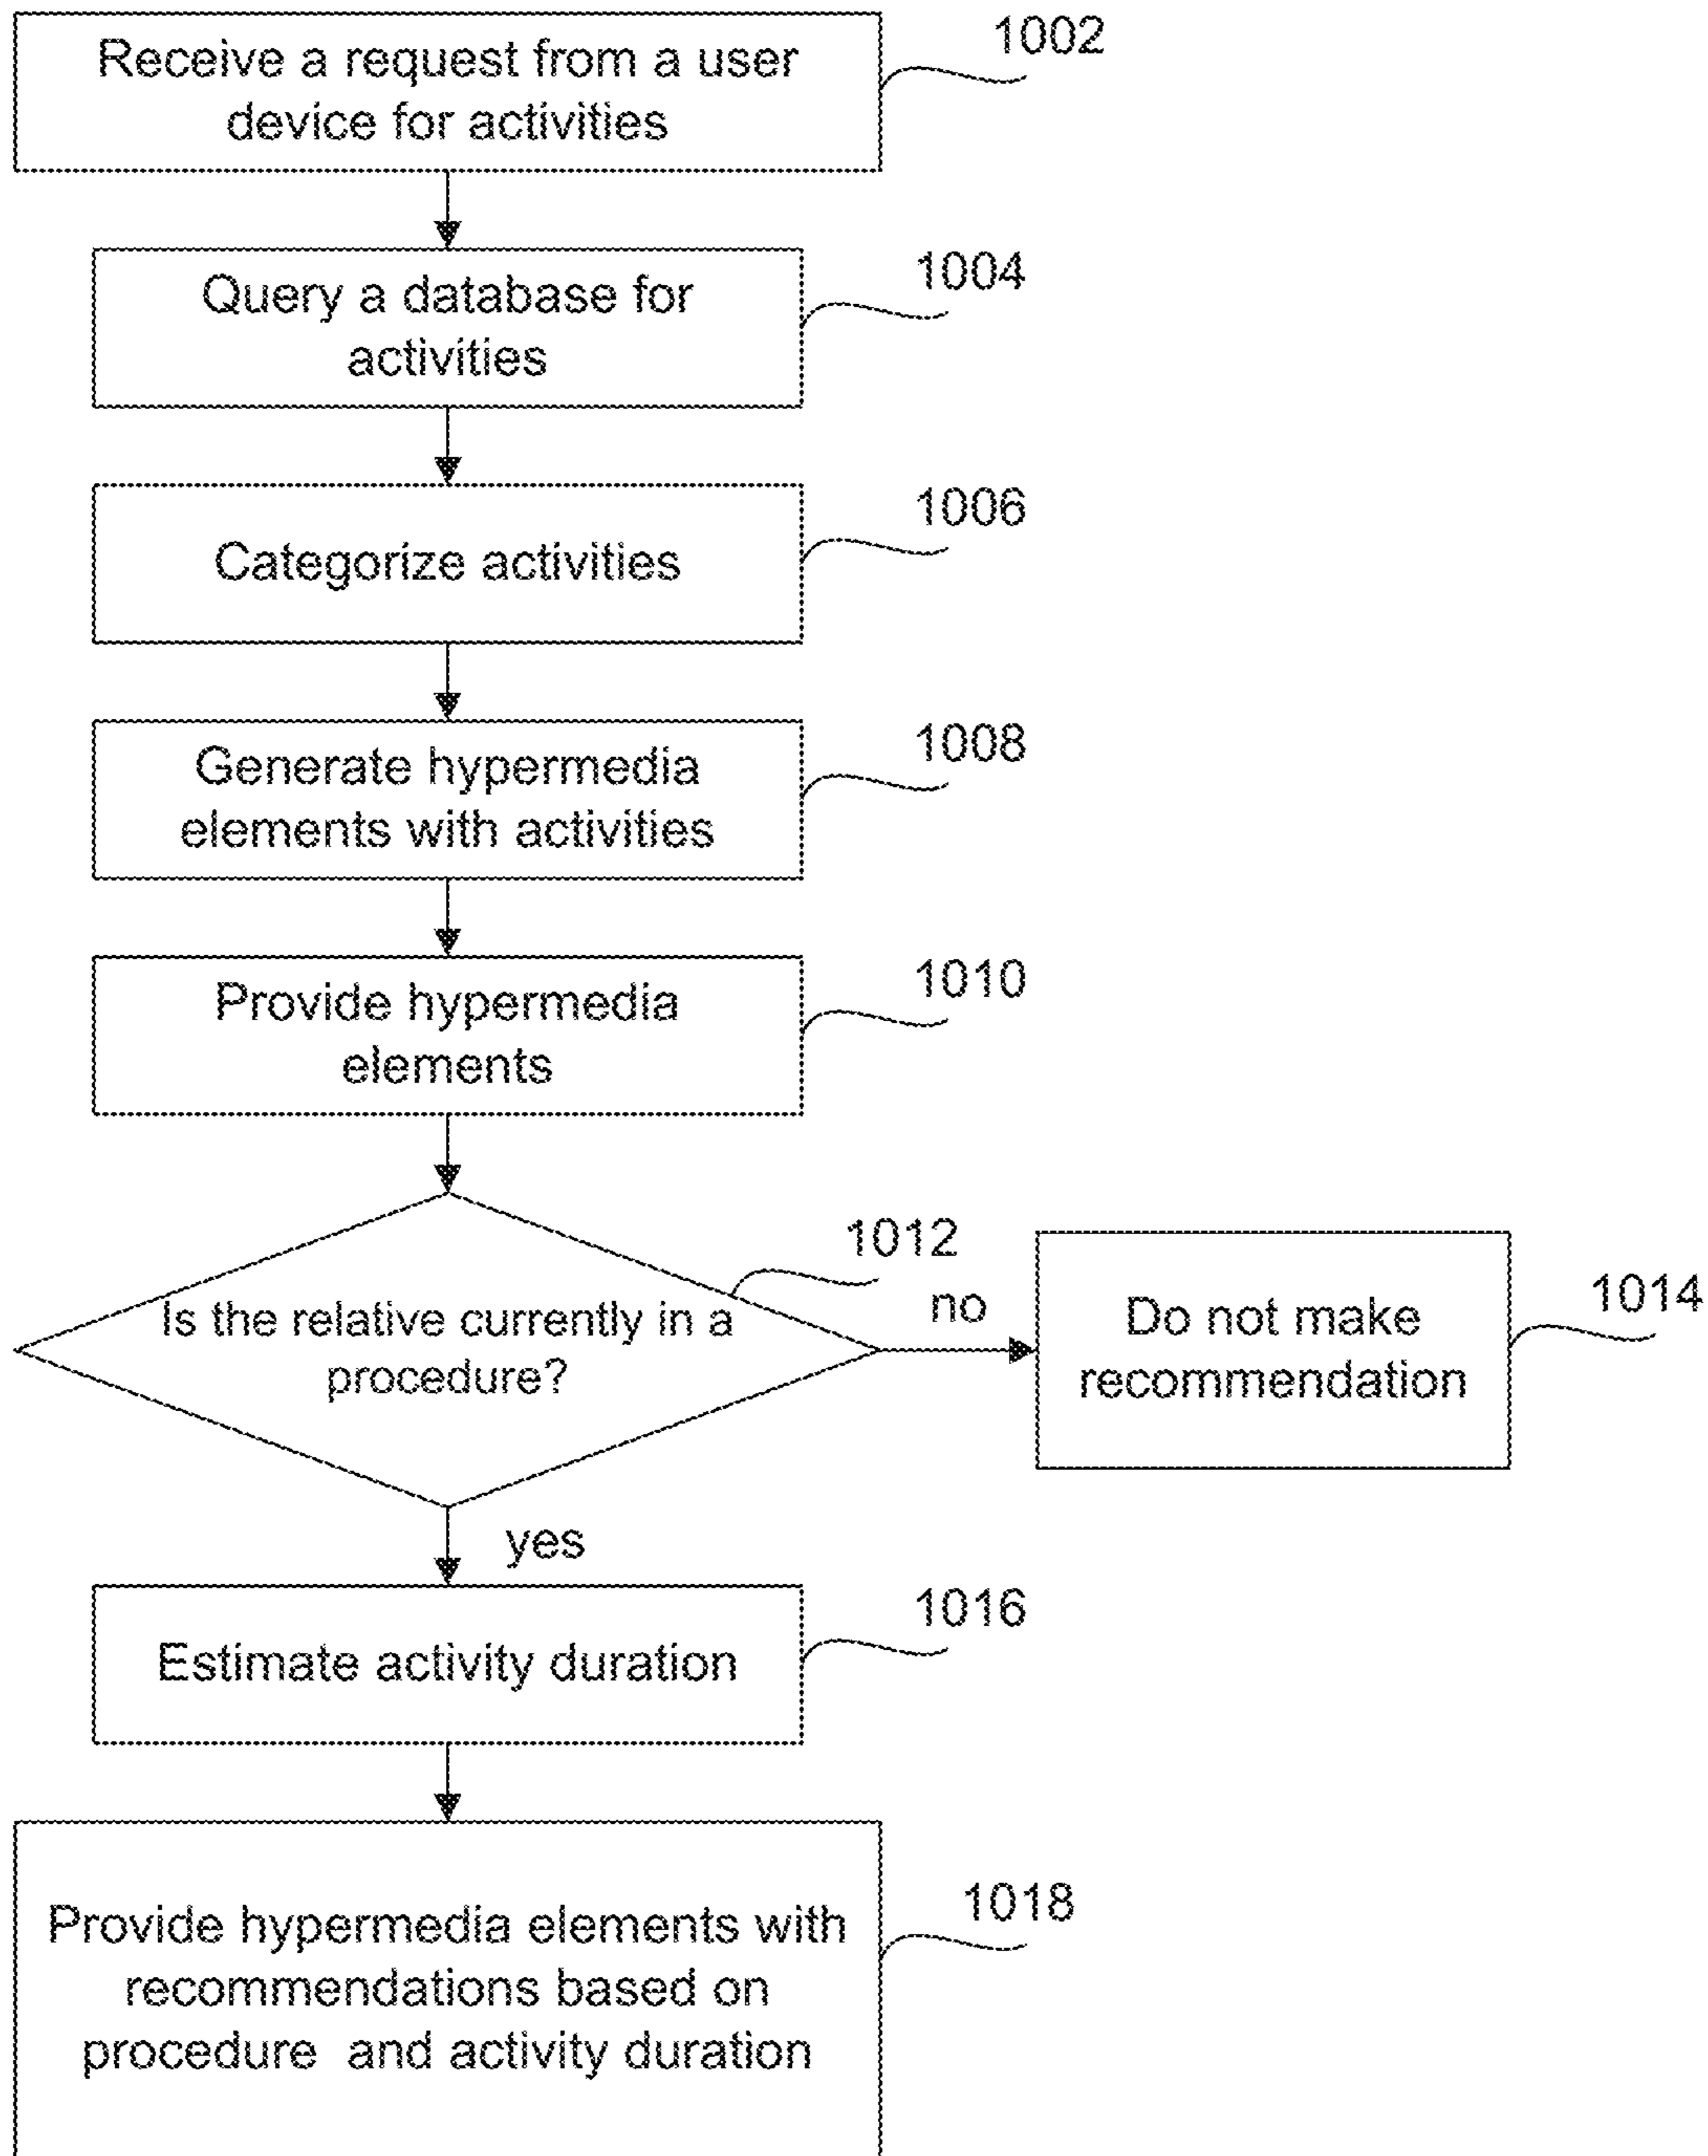 Receive a request from a user
device for activities
1002
Query a database for
activities
1004
Categorize activities
1006
Generate hypermedia
elements with activities
1008
Provide hypermedia
elements
1010
Is the relative currently in a
procedure?
1012
no
Do not make
recommendation
1014
yes
Estimate activity duration
1016
Provide hypermedia elements with
recommendations based on
procedure and activity duration
1018